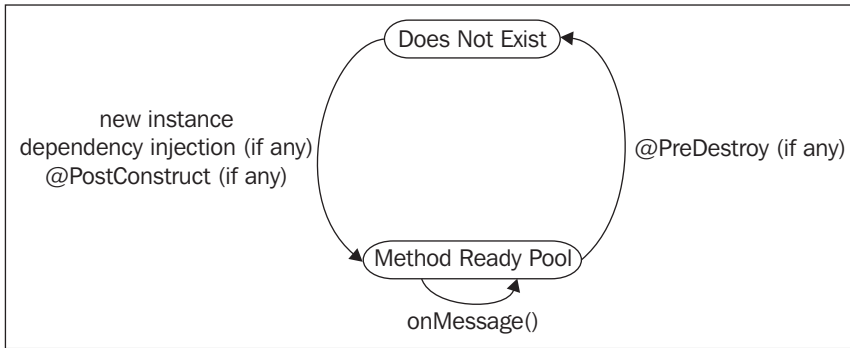 Does Not Exist
new instance
dependency injection (if any)
@PostConstruct (if any)
@PreDestroy (if any)
Method Ready Pool
onMessage()